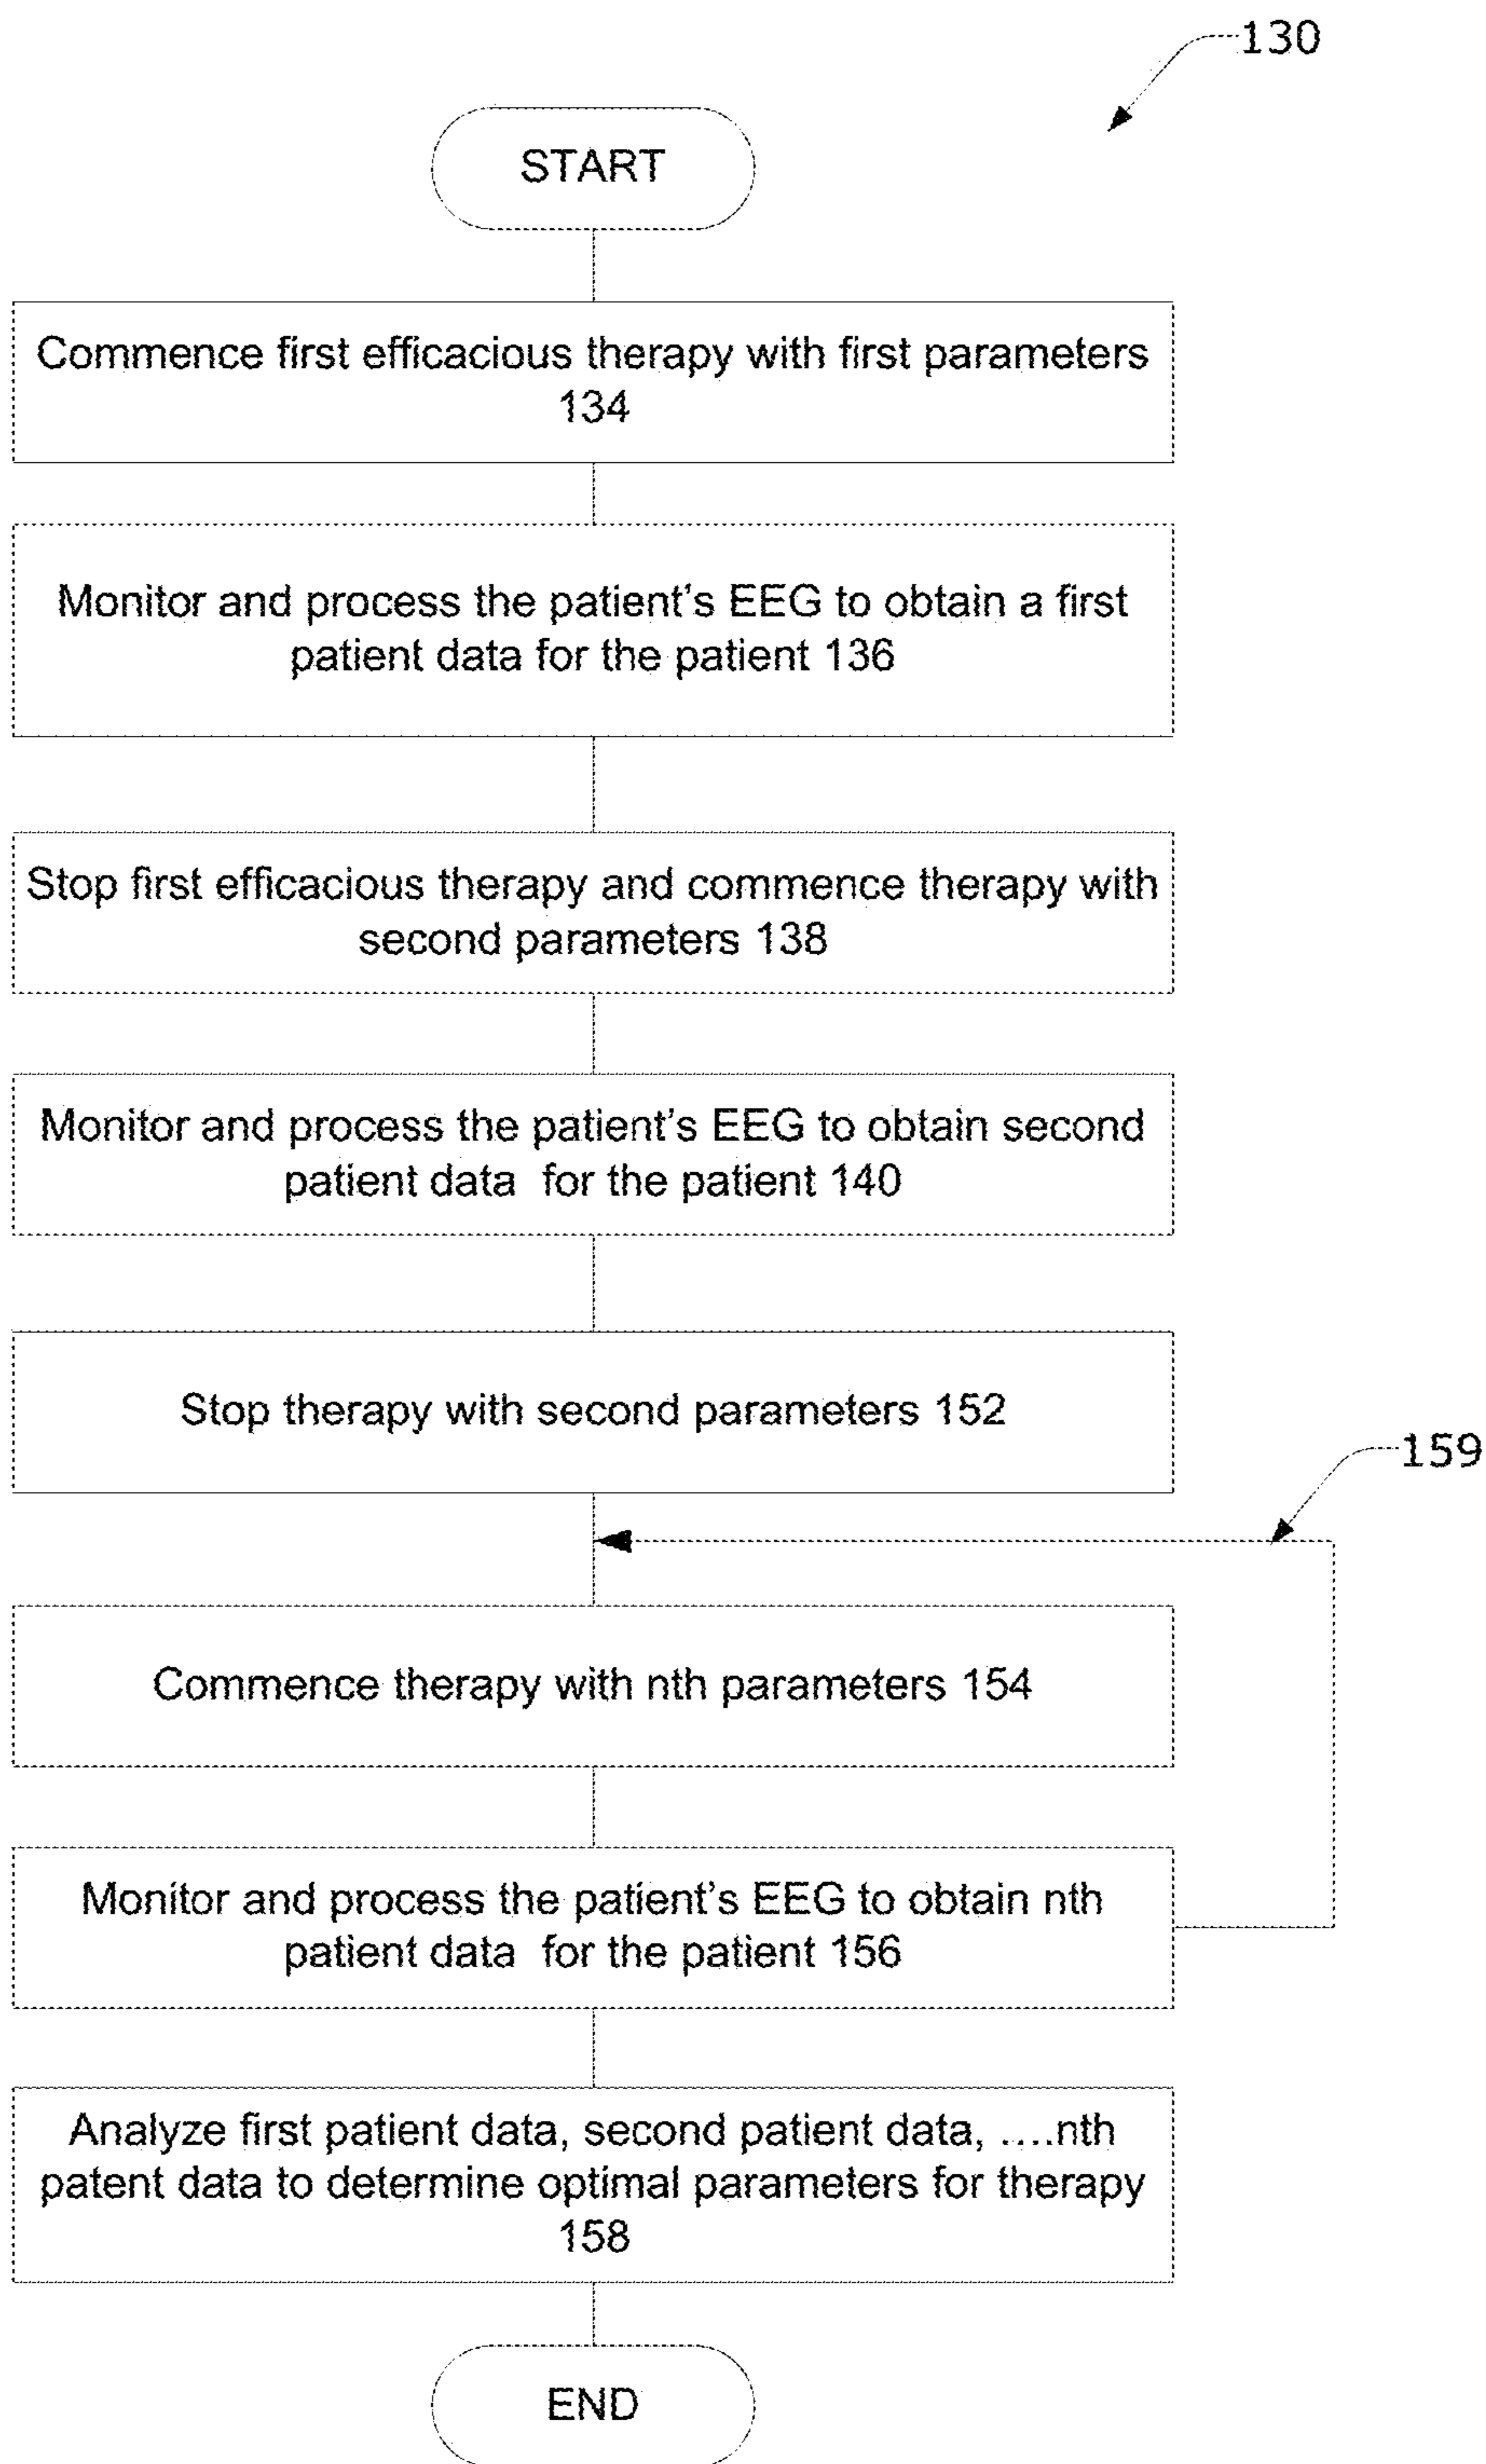 130
START
Commence first efficacious therapy with first parameters
134
Monitor and process the patient's EEG to obtain a first
patient data for the patient 136
Stop first efficacious therapy and commence therapy with
second parameters 138
Monitor and process the patient's EEG to obtain second
patient data for the patient 140
Stop therapy with second parameters 152
159
Commence therapy with nth parameters 154
Monitor and process the patient's EEG to obtain nth
patient data for the patient 156
Analyze first patient data, second patient data, ....nth
patent data to determine optimal parameters for therapy
158
END